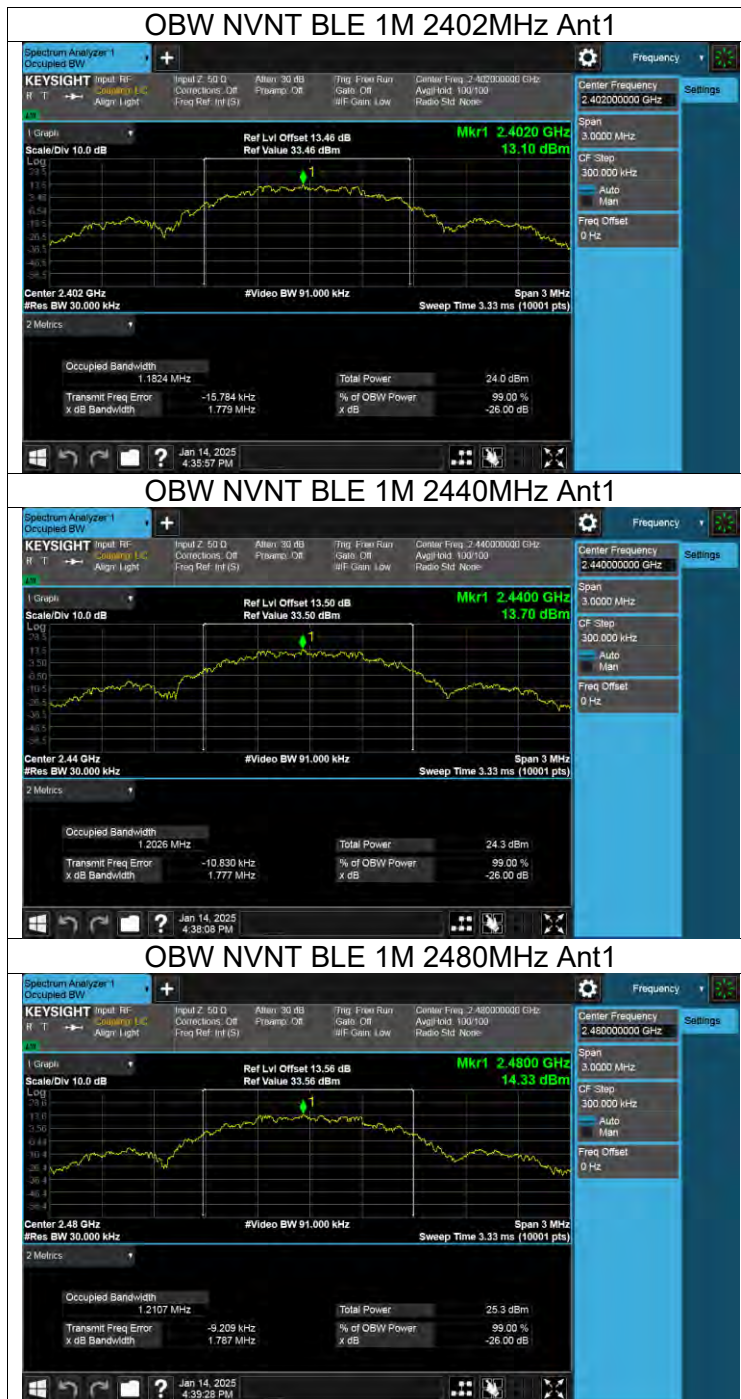 OBW NVNT BLE 1M 2402MHz Ant1
Spectrum Analyzer 1
Occupied BW
+
Frequency
KEYSIGHT Input: RF
R T
Align: Light
Input Z: 50 Ω
Corrections: Off
Freq Ref: Int (S)
Atten: 30 dB
Preamp: Off
Trig: Free Run
Gate: Off
#IF Gain: Low
Center Freq: 2.402000000 GHz
Avg|Hold: 100/100
Radio Std: None
Center Frequency
2.402000000 GHz
Settings
Span
3.0000 MHz
CF Step
300.000 kHz
Auto
Man
Freq Offset
0 Hz
1 Graph
Scale/Div 10.0 dB
Log
Ref Lvl Offset 13.46 dB
Ref Value 33.46 dBm
Mkr1 2.4020 GHz
13.10 dBm
1
Center 2.402 GHz
#Res BW 30.000 kHz
#Video BW 91.000 kHz
Span 3 MHz
Sweep Time 3.33 ms (10001 pts)
2 Metrics
Occupied Bandwidth
1.1824 MHz
Total Power 24.0 dBm
Transmit Freq Error -15.784 kHz
% of OBW Power 99.00 %
x dB Bandwidth 1.779 MHz
x dB -26.00 dB
? Jan 14, 2025
4:35:57 PM
OBW NVNT BLE 1M 2440MHz Ant1
Spectrum Analyzer 1
Occupied BW
+
Frequency
KEYSIGHT Input: RF
R T
Align: Light
Input Z: 50 Ω
Corrections: Off
Freq Ref: Int (S)
Atten: 30 dB
Preamp: Off
Trig: Free Run
Gate: Off
#IF Gain: Low
Center Freq: 2.440000000 GHz
Avg|Hold: 100/100
Radio Std: None
Center Frequency
2.440000000 GHz
Settings
Span
3.0000 MHz
CF Step
300.000 kHz
Auto
Man
Freq Offset
0 Hz
1 Graph
Scale/Div 10.0 dB
Log
Ref Lvl Offset 13.50 dB
Ref Value 33.50 dBm
Mkr1 2.4400 GHz
13.70 dBm
1
Center 2.44 GHz
#Res BW 30.000 kHz
#Video BW 91.000 kHz
Span 3 MHz
Sweep Time 3.33 ms (10001 pts)
2 Metrics
Occupied Bandwidth
1.2026 MHz
Total Power 24.3 dBm
Transmit Freq Error -10.830 kHz
% of OBW Power 99.00 %
x dB Bandwidth 1.777 MHz
x dB -26.00 dB
? Jan 14, 2025
4:38:08 PM
OBW NVNT BLE 1M 2480MHz Ant1
Spectrum Analyzer 1
Occupied BW
+
Frequency
KEYSIGHT Input: RF
R T
Align: Light
Input Z: 50 Ω
Corrections: Off
Freq Ref: Int (S)
Atten: 30 dB
Preamp: Off
Trig: Free Run
Gate: Off
#IF Gain: Low
Center Freq: 2.480000000 GHz
Avg|Hold: 100/100
Radio Std: None
Center Frequency
2.480000000 GHz
Settings
Span
3.0000 MHz
CF Step
300.000 kHz
Auto
Man
Freq Offset
0 Hz
1 Graph
Scale/Div 10.0 dB
Log
Ref Lvl Offset 13.56 dB
Ref Value 33.56 dBm
Mkr1 2.4800 GHz
14.33 dBm
1
Center 2.48 GHz
#Res BW 30.000 kHz
#Video BW 91.000 kHz
Span 3 MHz
Sweep Time 3.33 ms (10001 pts)
2 Metrics
Occupied Bandwidth
1.2107 MHz
Total Power 25.3 dBm
Transmit Freq Error -9.209 kHz
% of OBW Power 99.00 %
x dB Bandwidth 1.787 MHz
x dB -26.00 dB
? Jan 14, 2025
4:39:28 PM